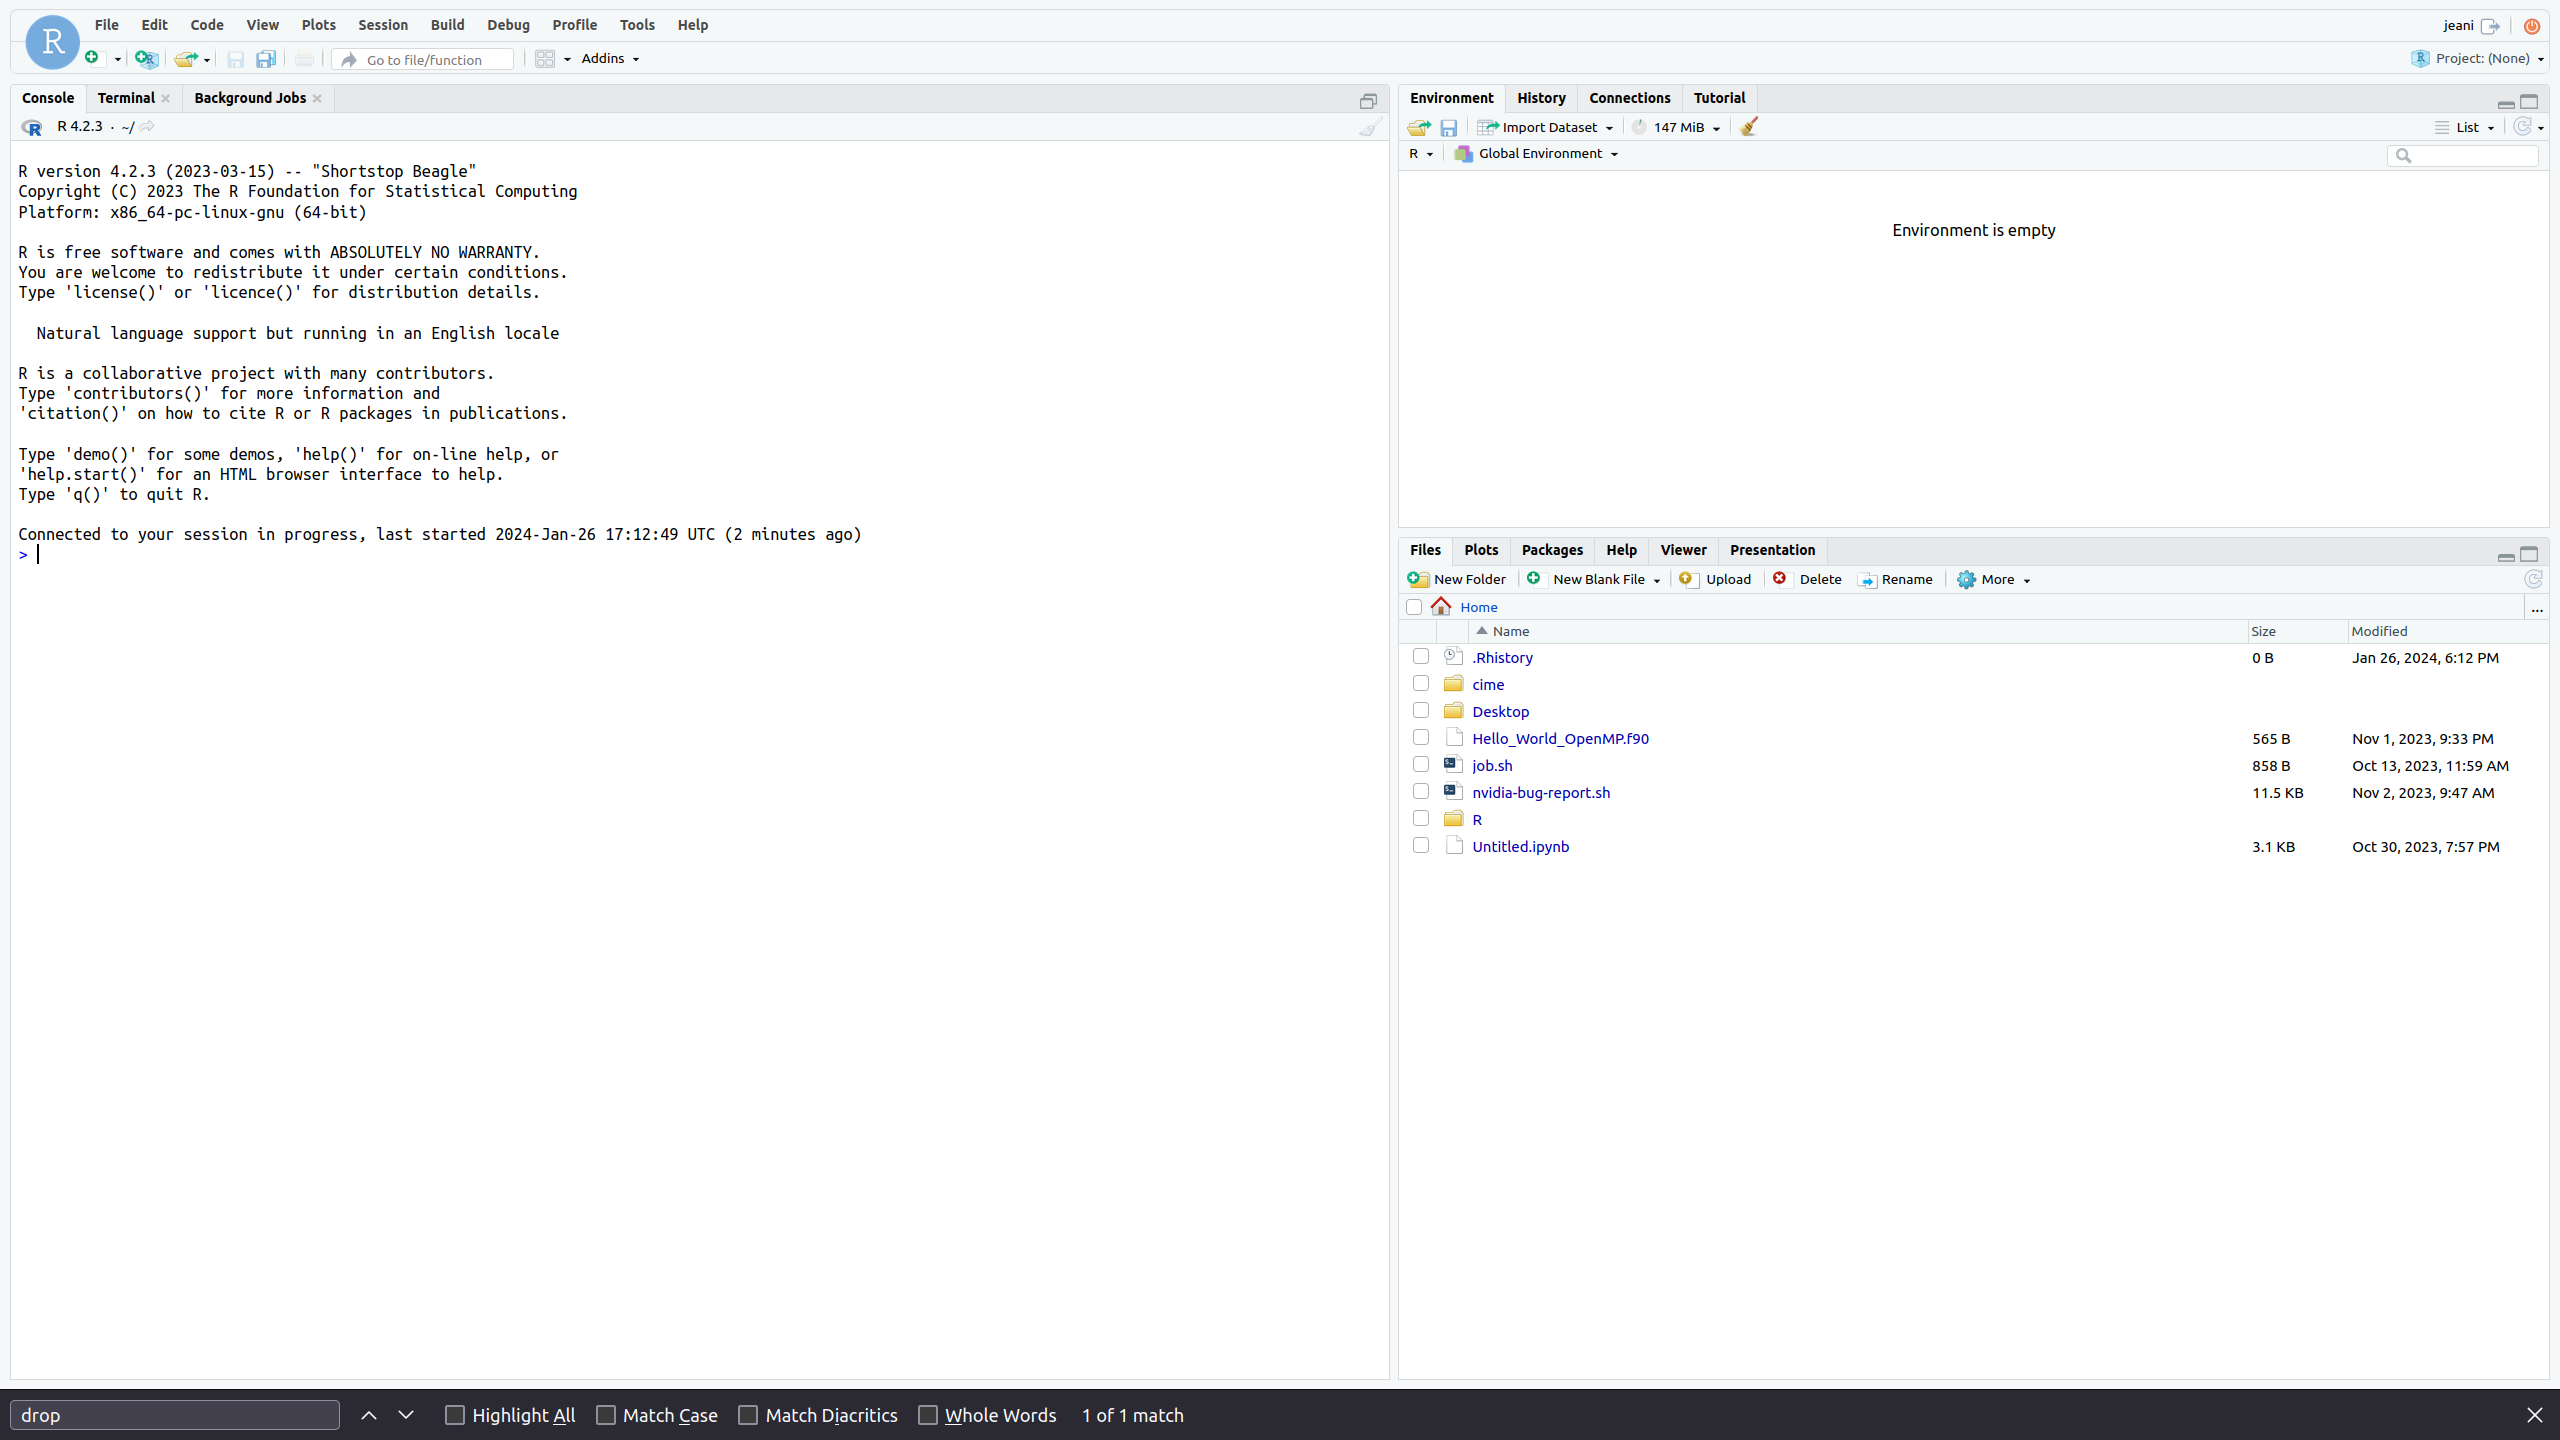 R
File Edit Code View Plots Session Build Debug Profile Tools Help
jeani
Go to file/function
Addins
Project: (None)
Console Terminal Background Jobs
R 4.2.3 · ~/
R version 4.2.3 (2023-03-15) -- "Shortstop Beagle"
Copyright (C) 2023 The R Foundation for Statistical Computing
Platform: x86_64-pc-linux-gnu (64-bit)
R is free software and comes with ABSOLUTELY NO WARRANTY.
You are welcome to redistribute it under certain conditions.
Type 'license()' or 'licence()' for distribution details.
Natural language support but running in an English locale
R is a collaborative project with many contributors.
Type 'contributors()' for more information and
'citation()' on how to cite R or R packages in publications.
Type 'demo()' for some demos, 'help()' for on-line help, or
'help.start()' for an HTML browser interface to help.
Type 'q()' to quit R.
Connected to your session in progress, last started 2024-Jan-26 17:12:49 UTC (2 minutes ago)
>
Environment History Connections Tutorial
Import Dataset 147 MiB List
R Global Environment
Environment is empty
Files Plots Packages Help Viewer Presentation
New Folder New Blank File Upload Delete Rename More
Home ...
Name Size Modified
.Rhistory 0 B Jan 26, 2024, 6:12 PM
cime
Desktop
Hello_World_OpenMP.f90 565 B Nov 1, 2023, 9:33 PM
job.sh 858 B Oct 13, 2023, 11:59 AM
nvidia-bug-report.sh 11.5 KB Nov 2, 2023, 9:47 AM
R
Untitled.ipynb 3.1 KB Oct 30, 2023, 7:57 PM
drop Highlight All Match Case Match Diacritics Whole Words 1 of 1 match